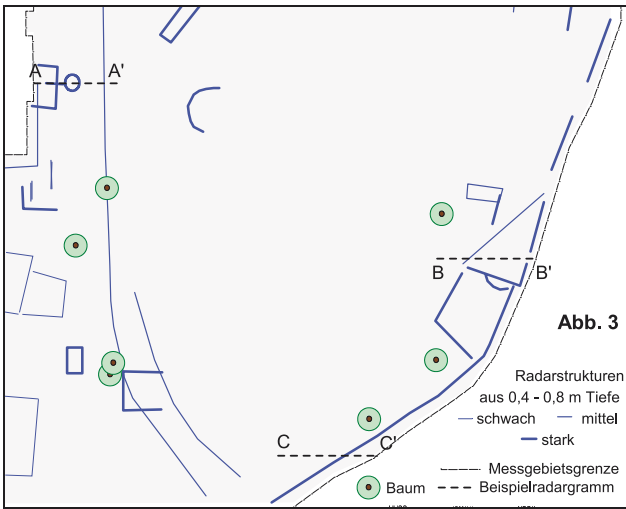 A A'
B B'
Abb. 3
Radarstrukturen
aus 0,4 - 0,8 m Tiefe
schwach mittel
stark
C C'
Messgebietsgrenze
Baum Beispielradargramm